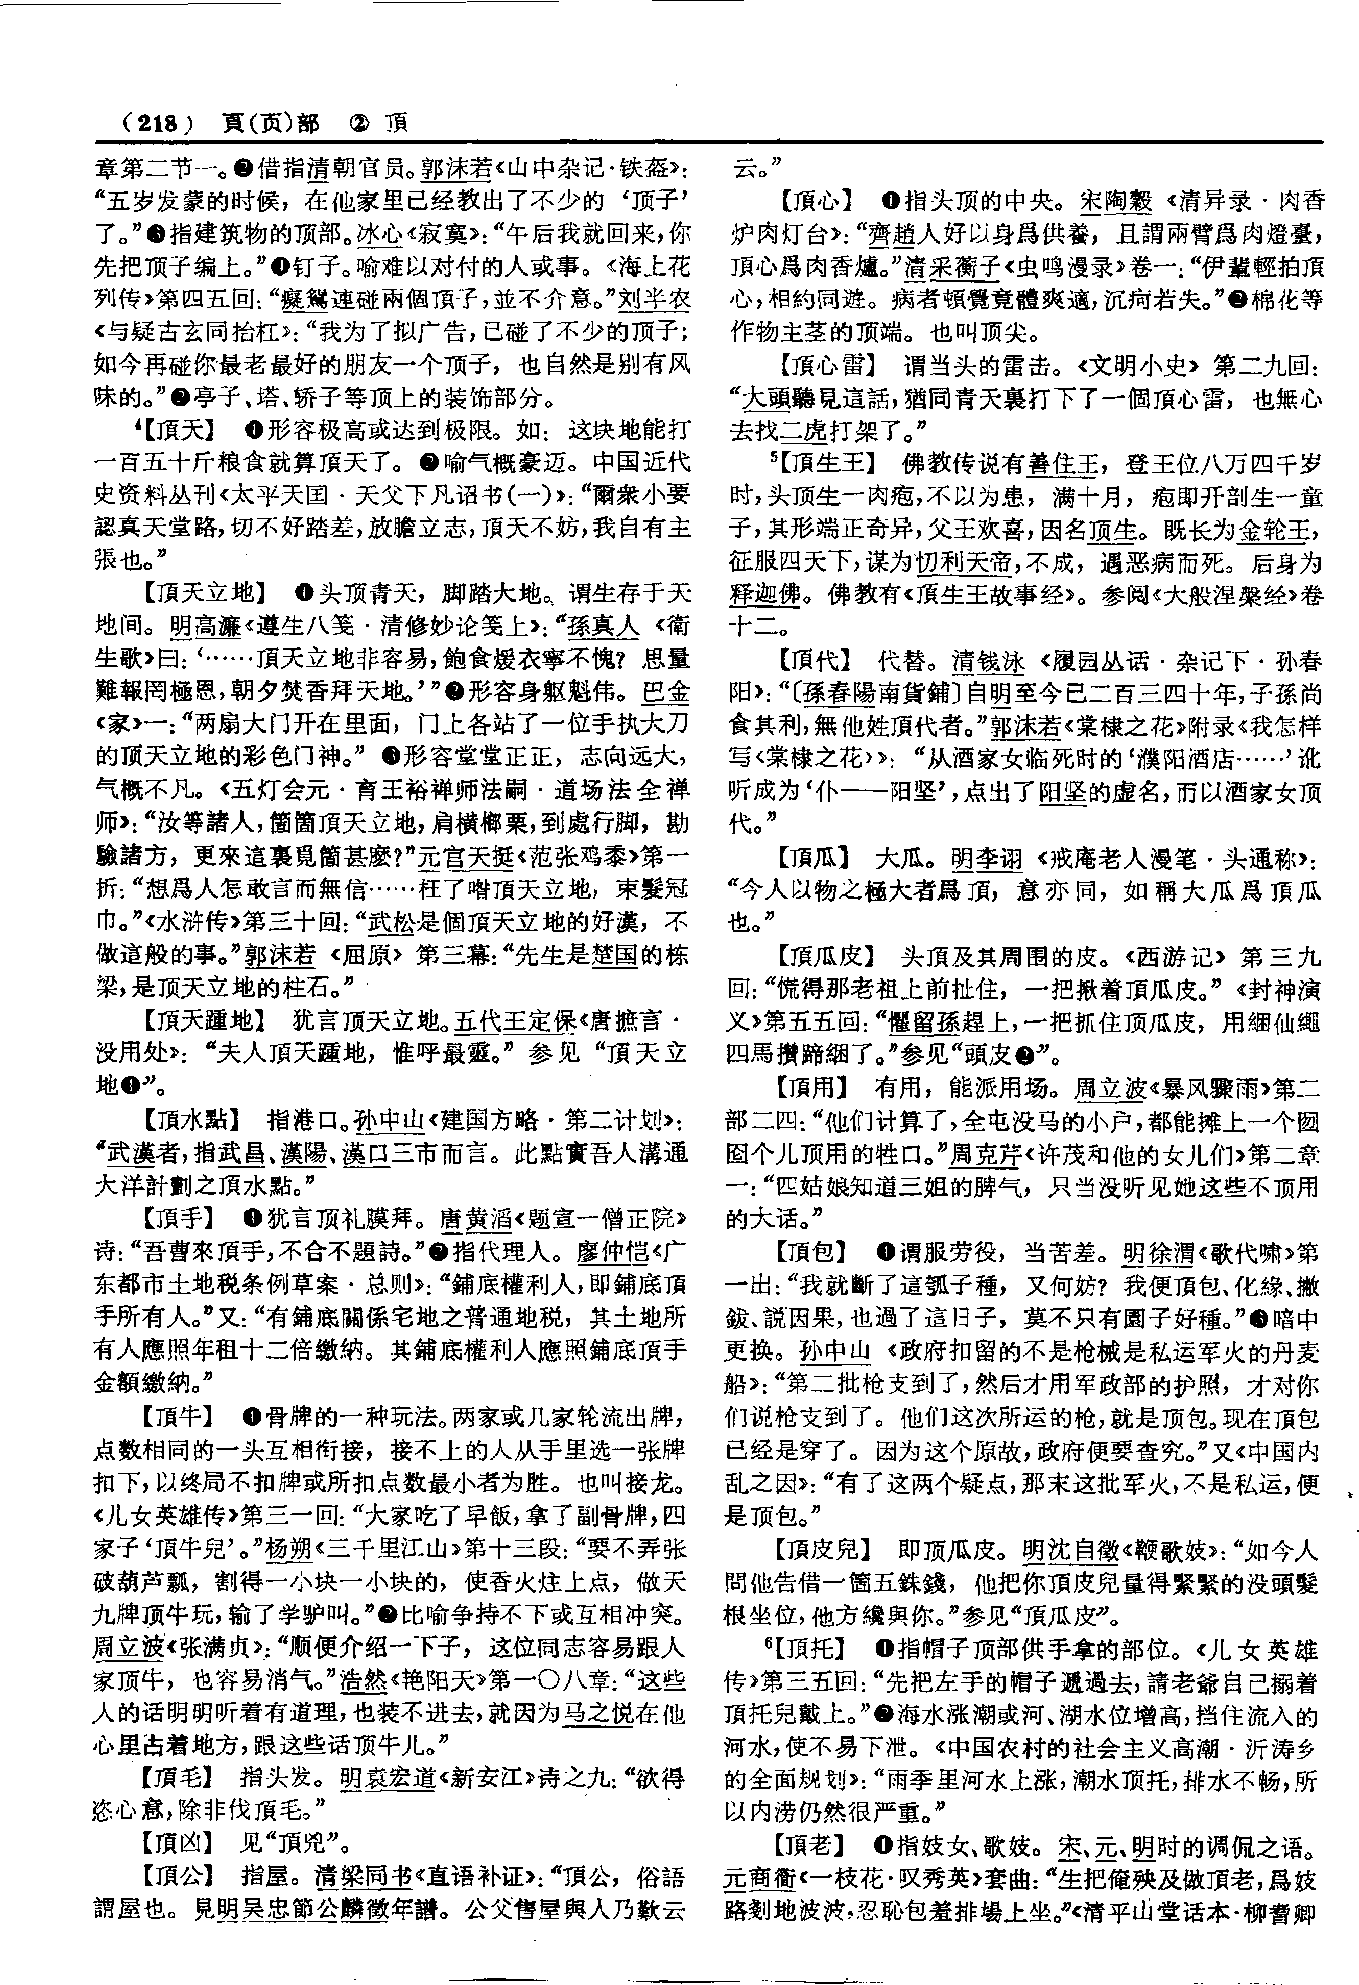 (218) 頁(页)部 ② 頂
章第二节一。❷借指清朝官员。郭沫若《山中杂记·铁盔》:
“五岁发蒙的时候，在他家里已经教出了不少的‘顶子’
了。”❸指建筑物的顶部。冰心《寂寞》:“午后我就回来,你
先把顶子编上。”❹钉子。喻难以对付的人或事。《海上花
列传》第四五回:“癡鴛連碰兩個頂子,並不介意。”刘半农
《与疑古玄同抬杠》:“我为了拟广告,已碰了不少的顶子;
如今再碰你最老最好的朋友一个顶子，也自然是别有风
味的。”❷亭子、塔、轿子等顶上的装饰部分。
⁴【頂天】 ❶形容极高或达到极限。如：这块地能打
一百五十斤粮食就算頂天了。❷喻气概豪迈。中国近代
史资料丛刊《太平天囯·天父下凡诏书(一)》:“爾衆小要
認真天堂路,切不好踏差,放膽立志,頂天不妨,我自有主
張也。”
【頂天立地】 ❶头顶青天，脚踏大地。谓生存于天
地间。明高濂《遵生八笺·清修妙论笺上》:“孫真人《衛
生歌》曰:‘……頂天立地非容易,飽食煖衣寧不愧？思量
難報罔極恩,朝夕焚香拜天地。’”❷形容身躯魁伟。巴金
《家》一:“两扇大门开在里面，门上各站了一位手执大刀
的顶天立地的彩色门神。”❸形容堂堂正正，志向远大，
气概不凡。《五灯会元·育王裕禅师法嗣·道场法全禅
师》:“汝等諸人,箇箇頂天立地,肩橫楖栗,到處行脚，勘
驗諸方，更來這裏覓箇甚麽?”元宫天挺《范张鸡黍》第一
折:“想爲人怎敢言而無信……枉了喒頂天立地，束髮冠
巾。”《水浒传》第三十回:“武松是個頂天立地的好漢，不
做這般的事。”郭沫若《屈原》第三幕:“先生是楚国的栋
梁,是顶天立地的柱石。”
【頂天踵地】 犹言顶天立地。五代王定保《唐摭言·
没用处》:“夫人頂天踵地，惟呼最靈。”参见“頂天立
地❶”。
【頂水點】 指港口。孙中山《建国方略·第二计划》:
“武漢者,指武昌、漢陽、漢口三市而言。此點實吾人溝通
大洋計劃之頂水點。”
【頂手】 ❶犹言顶礼膜拜。唐黄滔《题宣一僧正院》
诗:“吾曹來頂手,不合不題詩。”❷指代理人。廖仲恺《广
东都市土地税条例草案·总则》:“鋪底權利人,即鋪底頂
手所有人。”又:“有鋪底關係宅地之普通地税，其土地所
有人應照年租十二倍繳納。其鋪底權利人應照鋪底頂手
金額繳納。”
【頂牛】 ❶骨牌的一种玩法。两家或几家轮流出牌，
点数相同的一头互相衔接，接不上的人从手里选一张牌
扣下,以终局不扣牌或所扣点数最小者为胜。也叫接龙。
《儿女英雄传》第三一回:“大家吃了早飯,拿了副骨牌,四
家子‘頂牛兒’。”杨朔《三千里江山》第十三段:“要不弄张
破葫芦瓢，割得一小块一小块的，使香火炷上点，做天
九牌顶牛玩,输了学驴叫。”❷比喻争持不下或互相冲突。
周立波《张满贞》:“顺便介绍一下子，这位同志容易跟人
家顶牛，也容易消气。”浩然《艳阳天》第一〇八章:“这些
人的话明明听着有道理,也装不进去,就因为马之悦在他
心里占着地方,跟这些话顶牛儿。”
【頂毛】 指头发。明袁宏道《新安江》诗之九:“欲得
恣心意,除非伐頂毛。”
【頂凶】 见“頂兇”。
【頂公】 指屋。清梁同书《直语补证》:“頂公，俗語
謂屋也。見明吴忠節公麟徵年譜。公父售屋與人乃歎云
云。”
【頂心】 ❶指头顶的中央。宋陶穀《清异录·肉香
炉肉灯台》:“齊趙人好以身爲供養，且謂兩臂爲肉燈臺，
頂心爲肉香爐。”清采蘅子《虫鸣漫录》卷一:“伊輩輕拍頂
心,相約同遊。病者頓覺竟體爽適,沉疴若失。”❷棉花等
作物主茎的顶端。也叫顶尖。
【頂心雷】 谓当头的雷击。《文明小史》第二九回:
“大頭聽見這話,猶同青天裏打下了一個頂心雷，也無心
去找二虎打架了。”
⁵【頂生王】 佛教传说有善住王，登王位八万四千岁
时,头顶生一肉疱,不以为患，满十月，疱即开剖生一童
子,其形端正奇异,父王欢喜,因名顶生。既长为金轮王，
征服四天下,谋为忉利天帝,不成，遇恶病而死。后身为
释迦佛。佛教有《頂生王故事经》。参阅《大般涅槃经》卷
十二。
【頂代】 代替。清钱泳《履园丛话·杂记下·孙春
阳》:“〔孫春陽南貨鋪〕自明至今已二百三四十年,子孫尚
食其利,無他姓頂代者。”郭沫若《棠棣之花》附录《我怎样
写〈棠棣之花〉》:“从酒家女临死时的‘濮阳酒店……’讹
听成为‘仆——阳坚’,点出了阳坚的虚名,而以酒家女顶
代。”
【頂瓜】 大瓜。明李诩《戒庵老人漫笔·头通称》:
“今人以物之極大者爲頂，意亦同，如稱大瓜爲頂瓜
也。”
【頂瓜皮】 头頂及其周围的皮。《西游记》第三九
回:“慌得那老祖上前扯住，一把揪着頂瓜皮。”《封神演
义》第五五回:“懼留孫趕上,一把抓住顶瓜皮，用綑仙繩
四馬攢蹄綑了。”参见“頭皮❷”。
【頂用】 有用，能派用场。周立波《暴风骤雨》第二
部二四:“他们计算了,全屯没马的小户,都能摊上一个囫
囵个儿顶用的牲口。”周克芹《许茂和他的女儿们》第二章
一:“四姑娘知道三姐的脾气，只当没听见她这些不顶用
的大话。”
【頂包】 ❶谓服劳役，当苦差。明徐渭《歌代啸》第
一出:“我就斷了這瓠子種，又何妨？我便頂包、化緣、撇
鈸、説因果,也過了這日子，莫不只有園子好種。”❸暗中
更换。孙中山《政府扣留的不是枪械是私运军火的丹麦
船》:“第二批枪支到了,然后才用军政部的护照，才对你
们说枪支到了。他们这次所运的枪,就是顶包。现在頂包
已经是穿了。因为这个原故,政府便要查究。”又《中国内
乱之因》:“有了这两个疑点,那末这批军火,不是私运,便
是顶包。”
【頂皮兒】 即顶瓜皮。明沈自徵《鞭歌妓》:“如今人
問他告借一箇五銖錢，他把你頂皮兒量得緊緊的没頭髮
根坐位,他方纔與你。”参见“頂瓜皮”。
⁶【頂托】 ❶指帽子顶部供手拿的部位。《儿女英雄
传》第三五回:“先把左手的帽子遞過去,請老爺自己搦着
頂托兒戴上。”❷海水涨潮或河、湖水位增高,挡住流入的
河水,使不易下泄。《中国农村的社会主义高潮·沂涛乡
的全面规划》:“雨季里河水上涨,潮水顶托,排水不畅,所
以内涝仍然很严重。”
【頂老】 ❶指妓女、歌妓。宋、元、明时的调侃之语。
元商衟《一枝花·叹秀英》套曲:“生把俺殃及做頂老,爲妓
路剗地波波,忍恥包羞排場上坐。”《清平山堂话本·柳耆卿